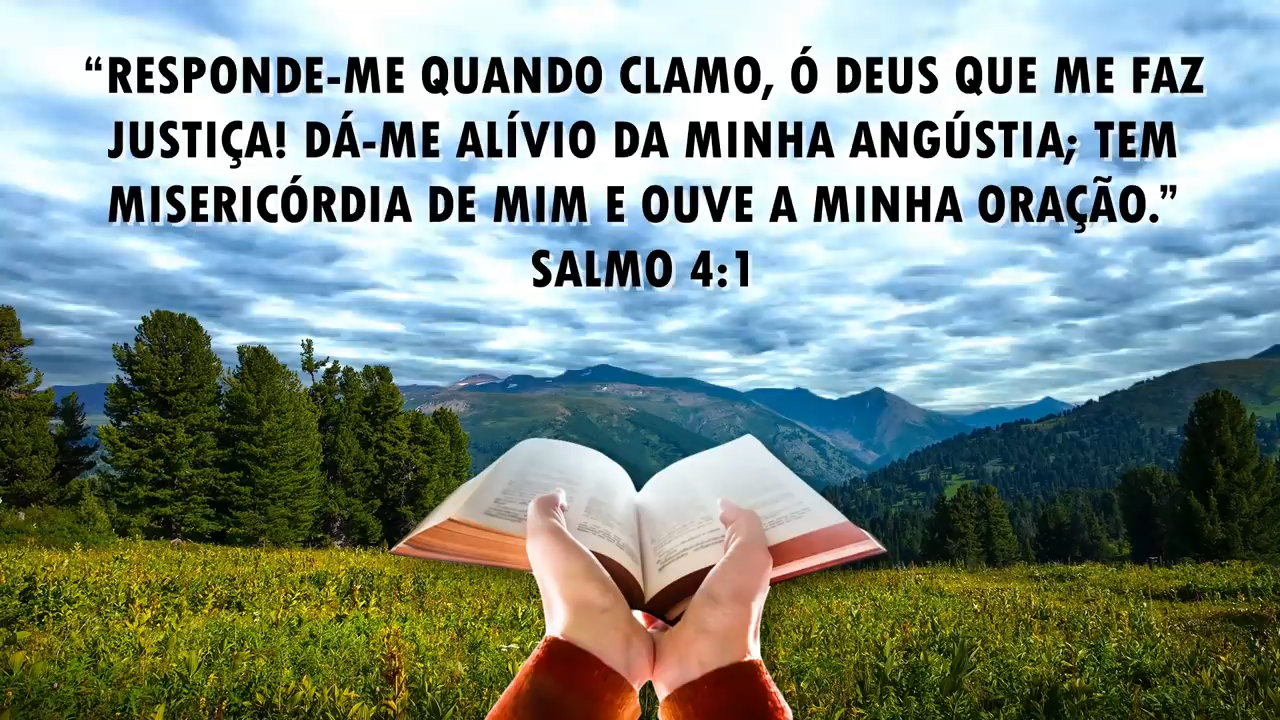 “RESPONDE-ME QUANDO CLAMO, Ó DEUS QUE ME FAZ
JUSTIÇA! DÁ-ME ALÍVIO DA MINHA ANGÚSTIA; TEM
MISERICÓRDIA DE MIM E OUVE A MINHA ORAÇÃO.”
SALMO 4:1